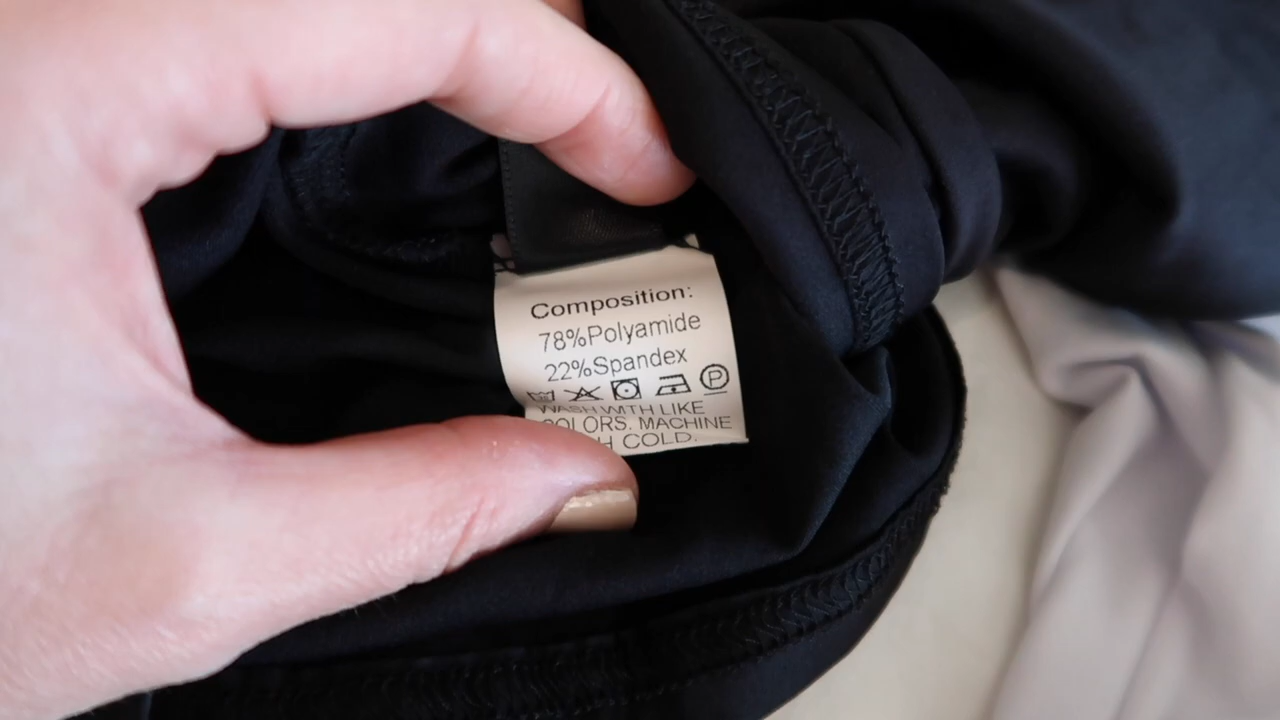 Composition:
78%Polyamide
22%Spandex
P
WASH WITH LIKE
COLORS. MACHINE
H COLD.